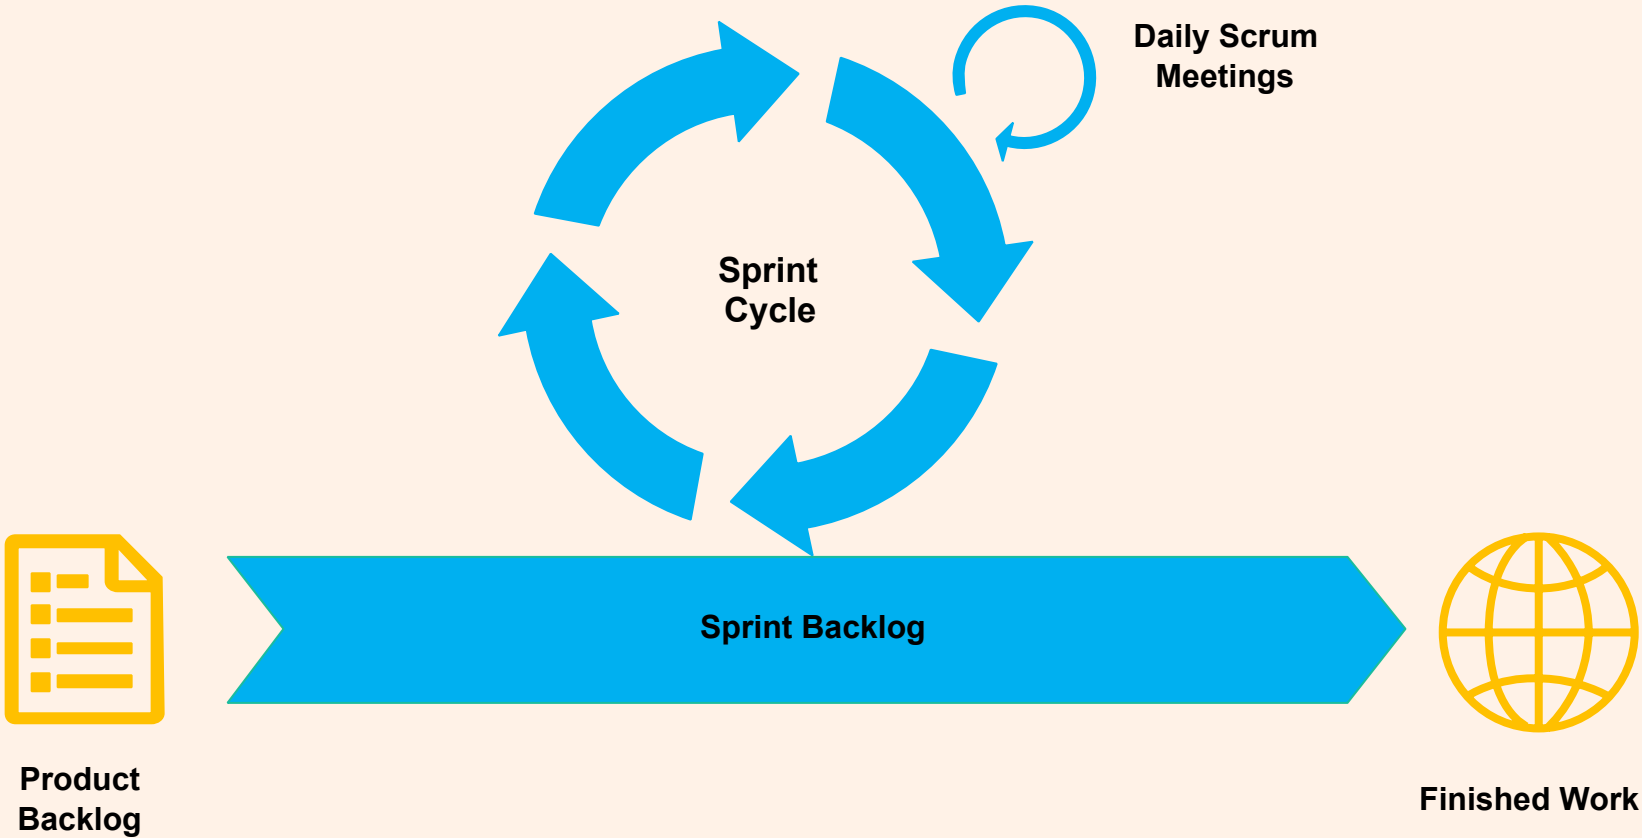 Daily Scrum
Meetings
Sprint
Cycle
Sprint Backlog
Product
Backlog
Finished Work